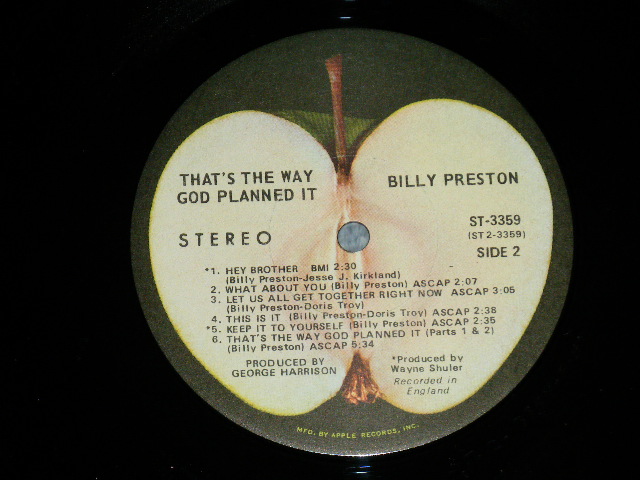 THAT'S THE WAY
GOD PLANNED IT
BILLY PRESTON
STEREO
ST-3359
(ST2-3359)
SIDE 2
*1. HEY BROTHER BMI 2:30
(Billy Preston-Jesse J. Kirkland)
2. WHAT ABOUT YOU (Billy Preston) ASCAP 2:07
3. LET US ALL GET TOGETHER RIGHT NOW ASCAP 3:05
(Billy Preston-Doris Troy)
4. THIS IS IT (Billy Preston-Doris Troy) ASCAP 2:38
*5. KEEP IT TO YOURSELF (Billy Preston) ASCAP 2:35
6. THAT'S THE WAY GOD PLANNED IT (Parts 1 & 2)
(Billy Preston) ASCAP 5:34
PRODUCED BY
GEORGE HARRISON
*Produced by
Wayne Shuler
Recorded in
England
MFD. BY APPLE RECORDS, INC.